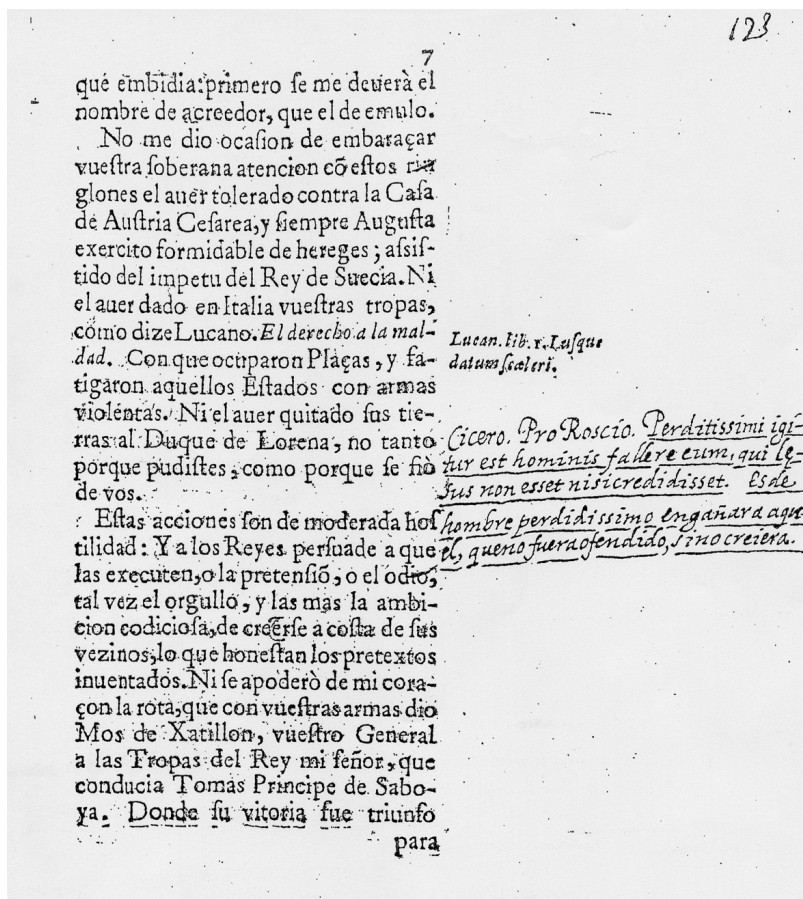 123
7
qué embidia: primero se me deuerà el
nombre de acreedor, que el de emulo.
No me dio ocasion de embaraçar
vuestra soberana atencion cõ estos
glones el auer tolerado contra la Casa
de Austria Cesarea, y siempre Augusta
exercito formidable de hereges; assis-
tido del impetu del Rey de Suecia. Ni
el auer dado en Italia vuestras tropas,
como dize Lucano. El derecho a la mal-
dad. Con que ocuparon Plaças, y fa-
tigaron aquellos Estados con armas
violentas. Ni el auer quitado sus tie-
rras al Duque de Lorena, no tanto
porque pudistes, como porque se fiò
de vos.
Estas acciones son de moderada hos
tilidad: Y a los Reyes persuade a que
las executen, o la pretensiõ, o el odio,
tal vez el orgullo, y las mas la ambi-
cion codiciosa, de creerse a costa de sus
vezinos, lo que honestan los pretextos
inuentados. Ni se apoderò de mi cora-
çon la rota, que con vuestras armas dio
Mos de Xatillon, vuestro General
a las Tropas del Rey mi señor, que
conducia Tomas Principe de Sabo-
ya. Donde su vitoria fue triunfo
para
Lucan. lib. 1. Iusque
datum sceleri.
Cicero. Pro Roscio. Perditissimi igi-
tur est hominis fallere eum, qui le-
sus non esset nisi credidisset. Es de
hombre perdidissimo engañar a aqu
el, que no fuera ofendido, si no creiera.